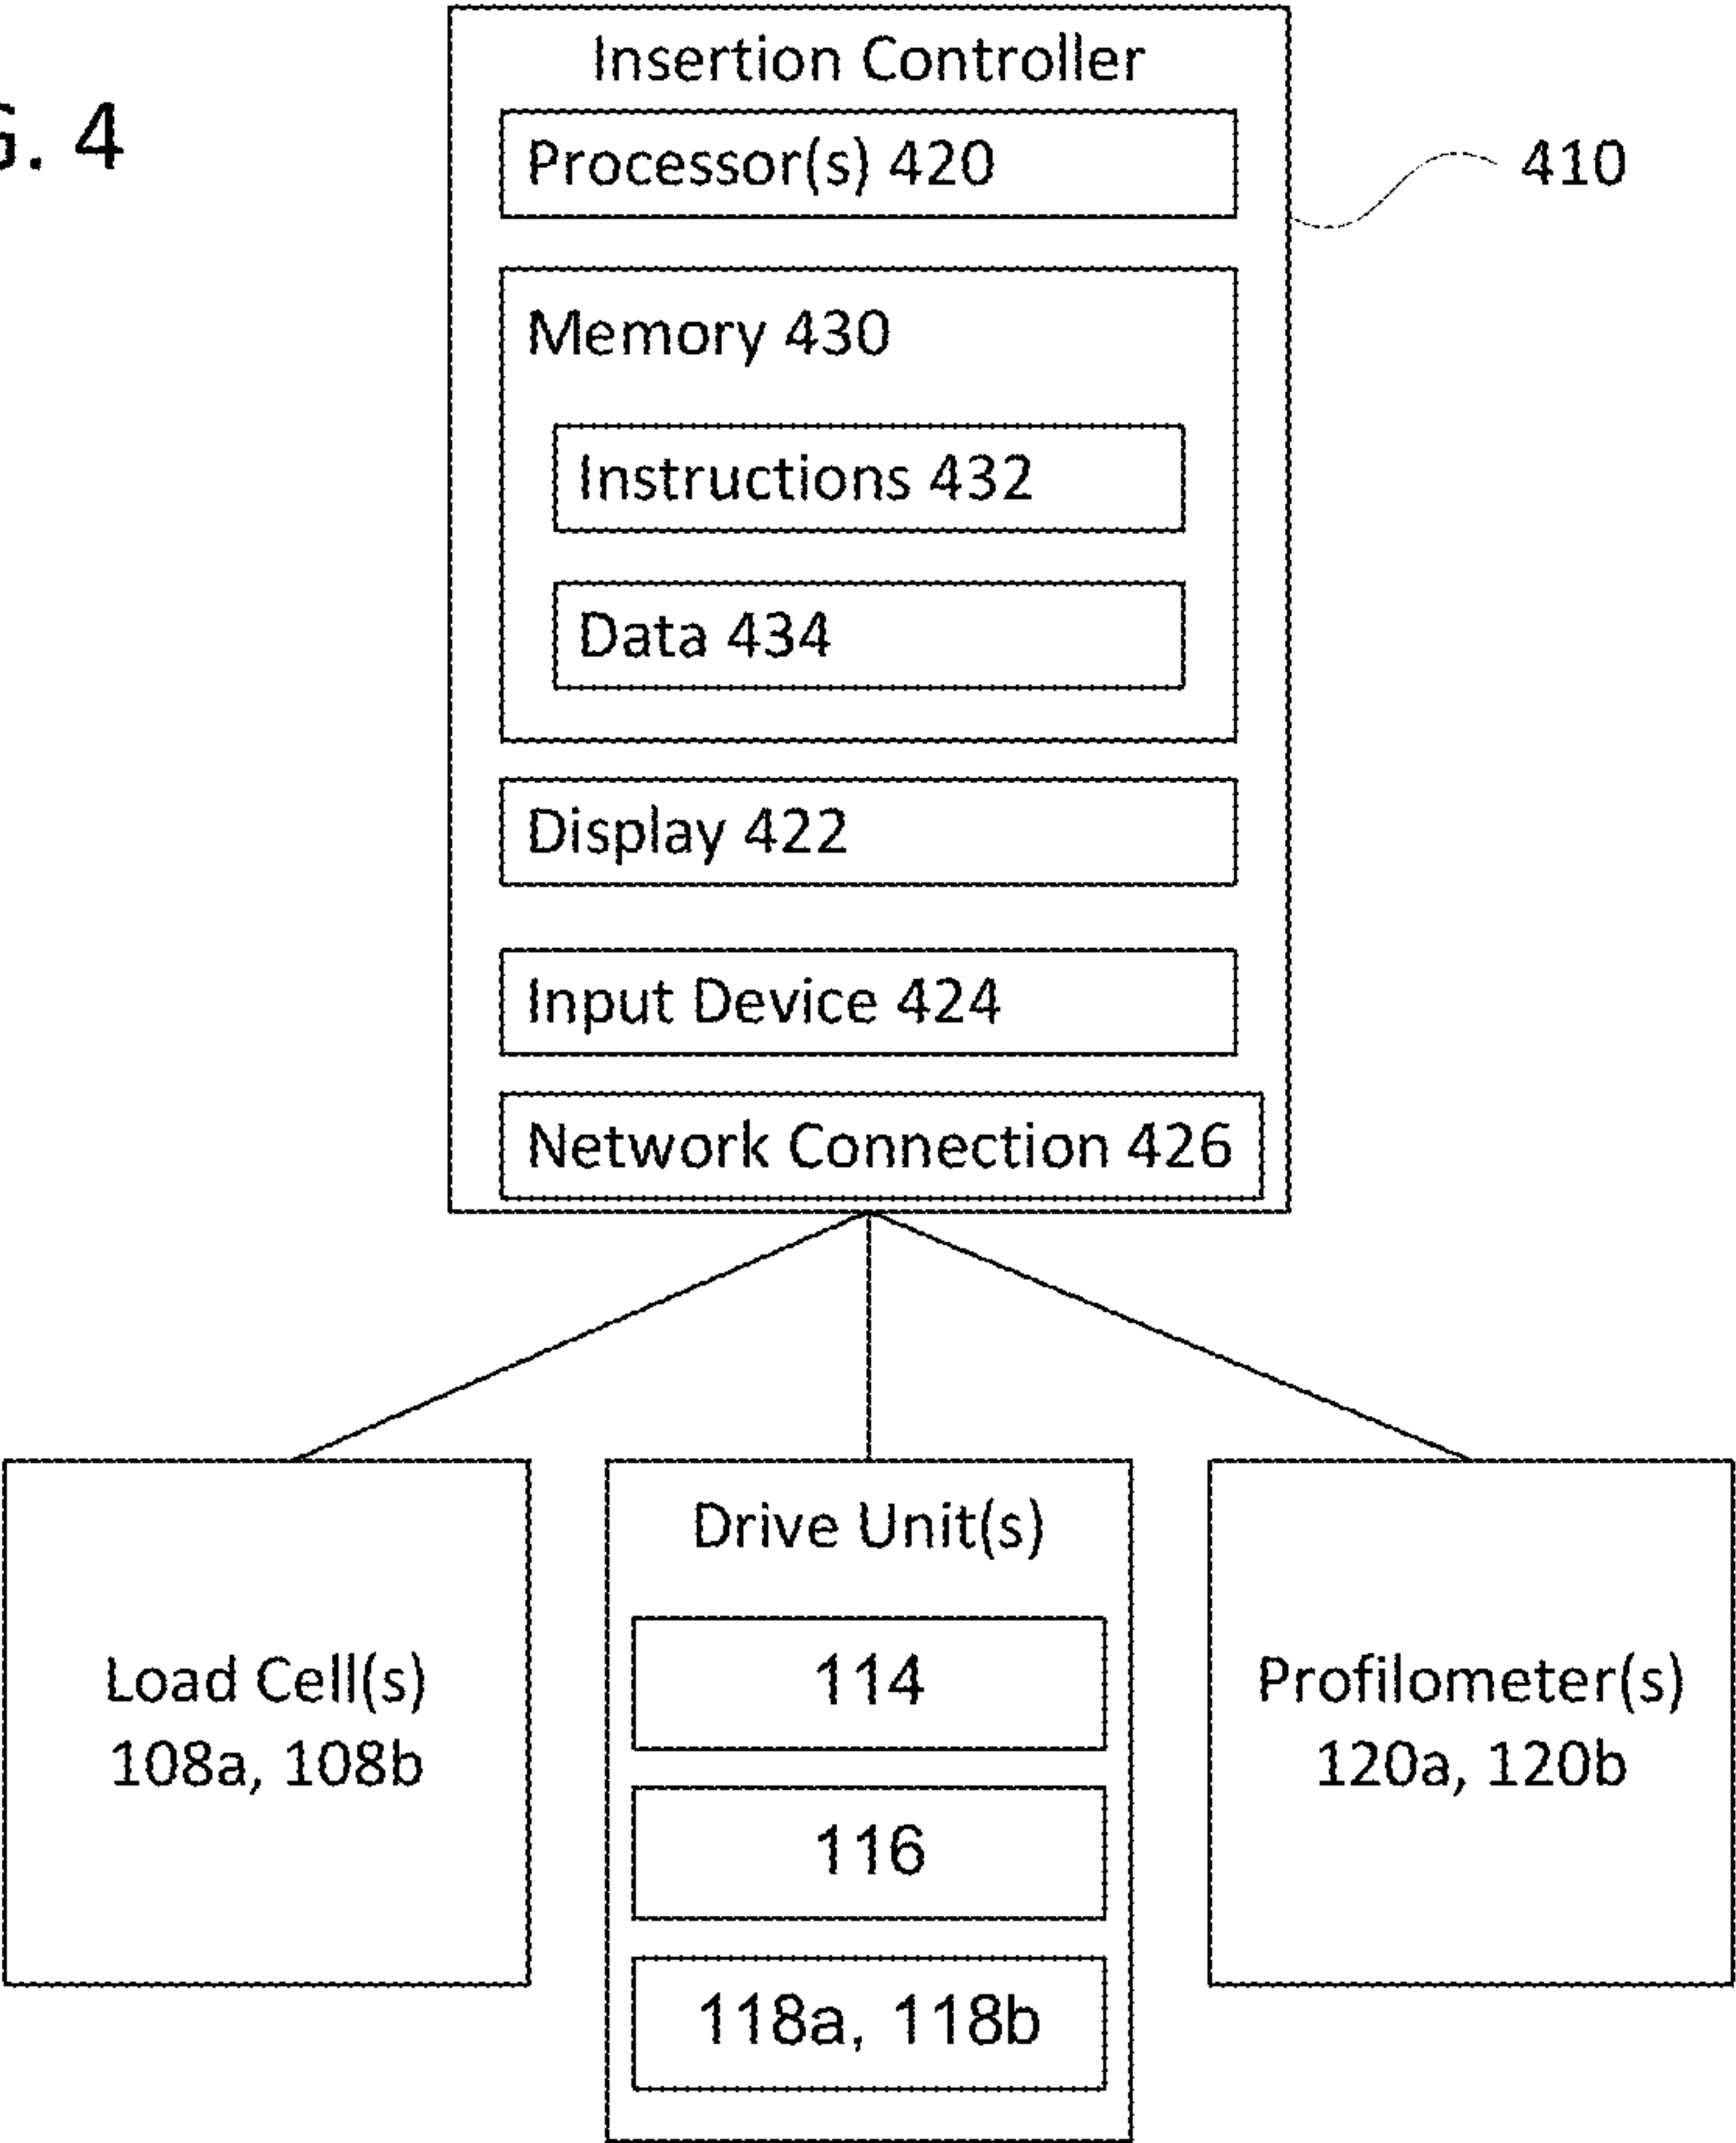 G. 4
Insertion Controller
Processor(s) 420
410
Memory 430
Instructions 432
Data 434
Display 422
Input Device 424
Network Connection 426
Load Cell(s)
108a, 108b
Drive Unit(s)
114
116
118a, 118b
Profilometer(s)
120a, 120b